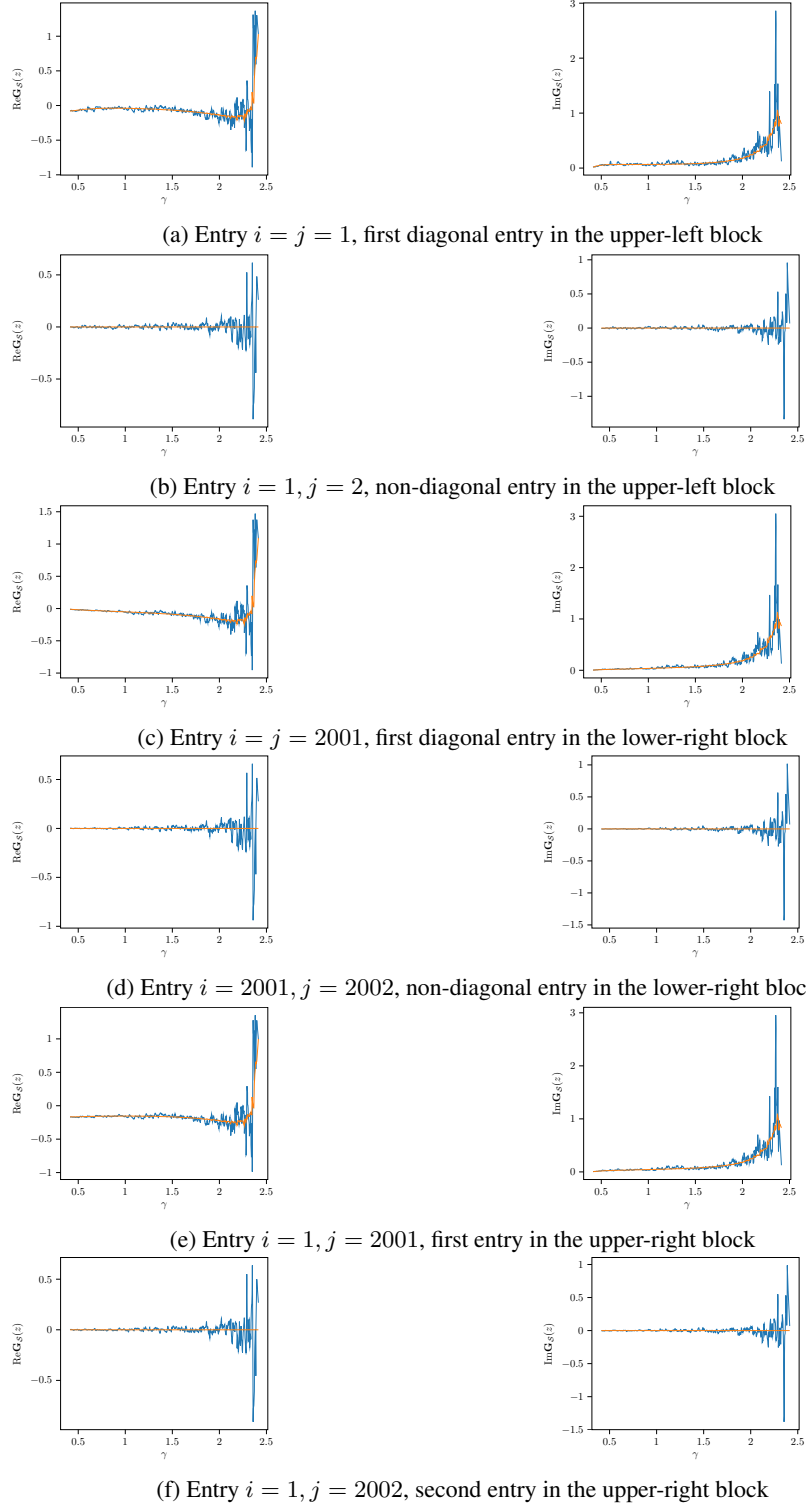 1
0.5
0
−0.5
−1
ReG𝒮(z)
0.5 1 1.5 2 2.5
γ
3
2
1
0
ImG𝒮(z)
0.5 1 1.5 2 2.5
γ
(a) Entry i = j = 1, first diagonal entry in the upper-left block
0.5
0
−0.5
ReG𝒮(z)
0.5 1 1.5 2 2.5
γ
1
0.5
0
−0.5
−1
ImG𝒮(z)
0.5 1 1.5 2 2.5
γ
(b) Entry i = 1, j = 2, non-diagonal entry in the upper-left block
1.5
1
0.5
0
−0.5
−1
ReG𝒮(z)
0.5 1 1.5 2 2.5
γ
3
2
1
0
ImG𝒮(z)
0.5 1 1.5 2 2.5
γ
(c) Entry i = j = 2001, first diagonal entry in the lower-right block
0.5
0
−0.5
−1
ReG𝒮(z)
0.5 1 1.5 2 2.5
γ
1
0.5
0
−0.5
−1
−1.5
ImG𝒮(z)
0.5 1 1.5 2 2.5
γ
(d) Entry i = 2001, j = 2002, non-diagonal entry in the lower-right bloc
1
0.5
0
−0.5
−1
ReG𝒮(z)
0.5 1 1.5 2 2.5
γ
3
2
1
0
ImG𝒮(z)
0.5 1 1.5 2 2.5
γ
(e) Entry i = 1, j = 2001, first entry in the upper-right block
0.5
0
−0.5
ReG𝒮(z)
0.5 1 1.5 2 2.5
γ
1
0.5
0
−0.5
−1
−1.5
ImG𝒮(z)
0.5 1 1.5 2 2.5
γ
(f) Entry i = 1, j = 2002, second entry in the upper-right block